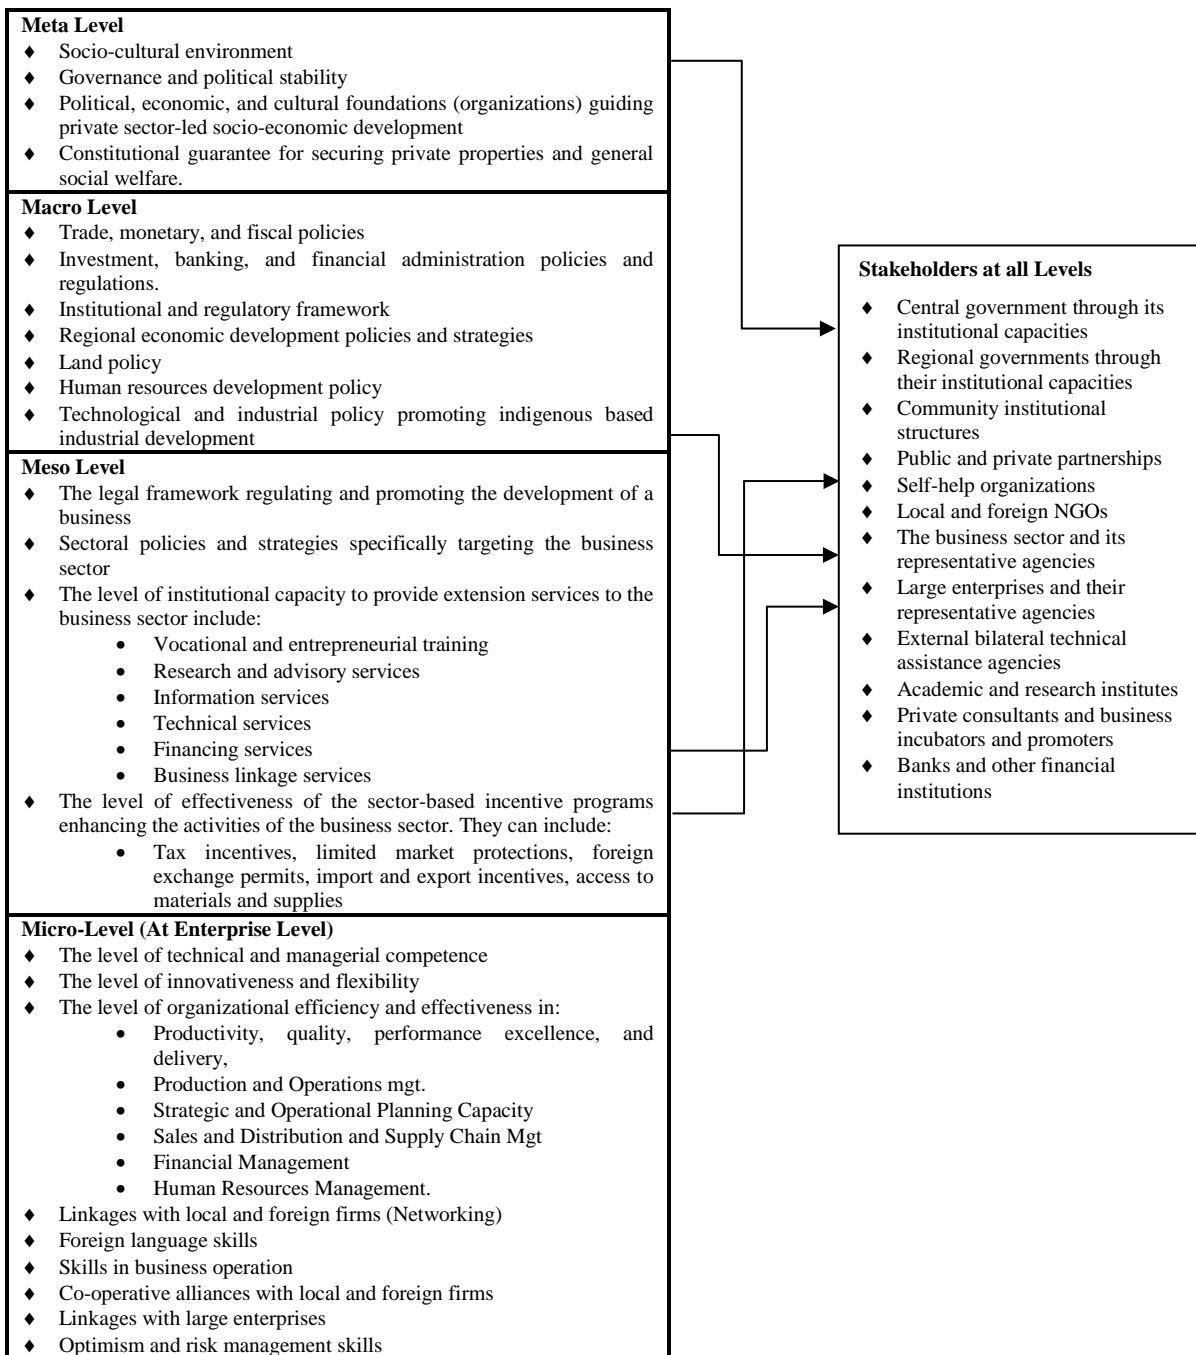 Meta Level
♦ Socio-cultural environment
♦ Governance and political stability
♦ Political, economic, and cultural foundations (organizations) guiding
private sector-led socio-economic development
♦ Constitutional guarantee for securing private properties and general
social welfare.
Macro Level
♦ Trade, monetary, and fiscal policies
♦ Investment, banking, and financial administration policies and
regulations.
♦ Institutional and regulatory framework
♦ Regional economic development policies and strategies
♦ Land policy
♦ Human resources development policy
♦ Technological and industrial policy promoting indigenous based
industrial development
Meso Level
♦ The legal framework regulating and promoting the development of a
business
♦ Sectoral policies and strategies specifically targeting the business
sector
♦ The level of institutional capacity to provide extension services to the
business sector include:
• Vocational and entrepreneurial training
• Research and advisory services
• Information services
• Technical services
• Financing services
• Business linkage services
♦ The level of effectiveness of the sector-based incentive programs
enhancing the activities of the business sector. They can include:
• Tax incentives, limited market protections, foreign
exchange permits, import and export incentives, access to
materials and supplies
Micro-Level (At Enterprise Level)
♦ The level of technical and managerial competence
♦ The level of innovativeness and flexibility
♦ The level of organizational efficiency and effectiveness in:
• Productivity, quality, performance excellence, and
delivery,
• Production and Operations mgt.
• Strategic and Operational Planning Capacity
• Sales and Distribution and Supply Chain Mgt
• Financial Management
• Human Resources Management.
♦ Linkages with local and foreign firms (Networking)
♦ Foreign language skills
♦ Skills in business operation
♦ Co-operative alliances with local and foreign firms
♦ Linkages with large enterprises
♦ Optimism and risk management skills
Stakeholders at all Levels
♦ Central government through its
institutional capacities
♦ Regional governments through
their institutional capacities
♦ Community institutional
structures
♦ Public and private partnerships
♦ Self-help organizations
♦ Local and foreign NGOs
♦ The business sector and its
representative agencies
♦ Large enterprises and their
representative agencies
♦ External bilateral technical
assistance agencies
♦ Academic and research institutes
♦ Private consultants and business
incubators and promoters
♦ Banks and other financial
institutions